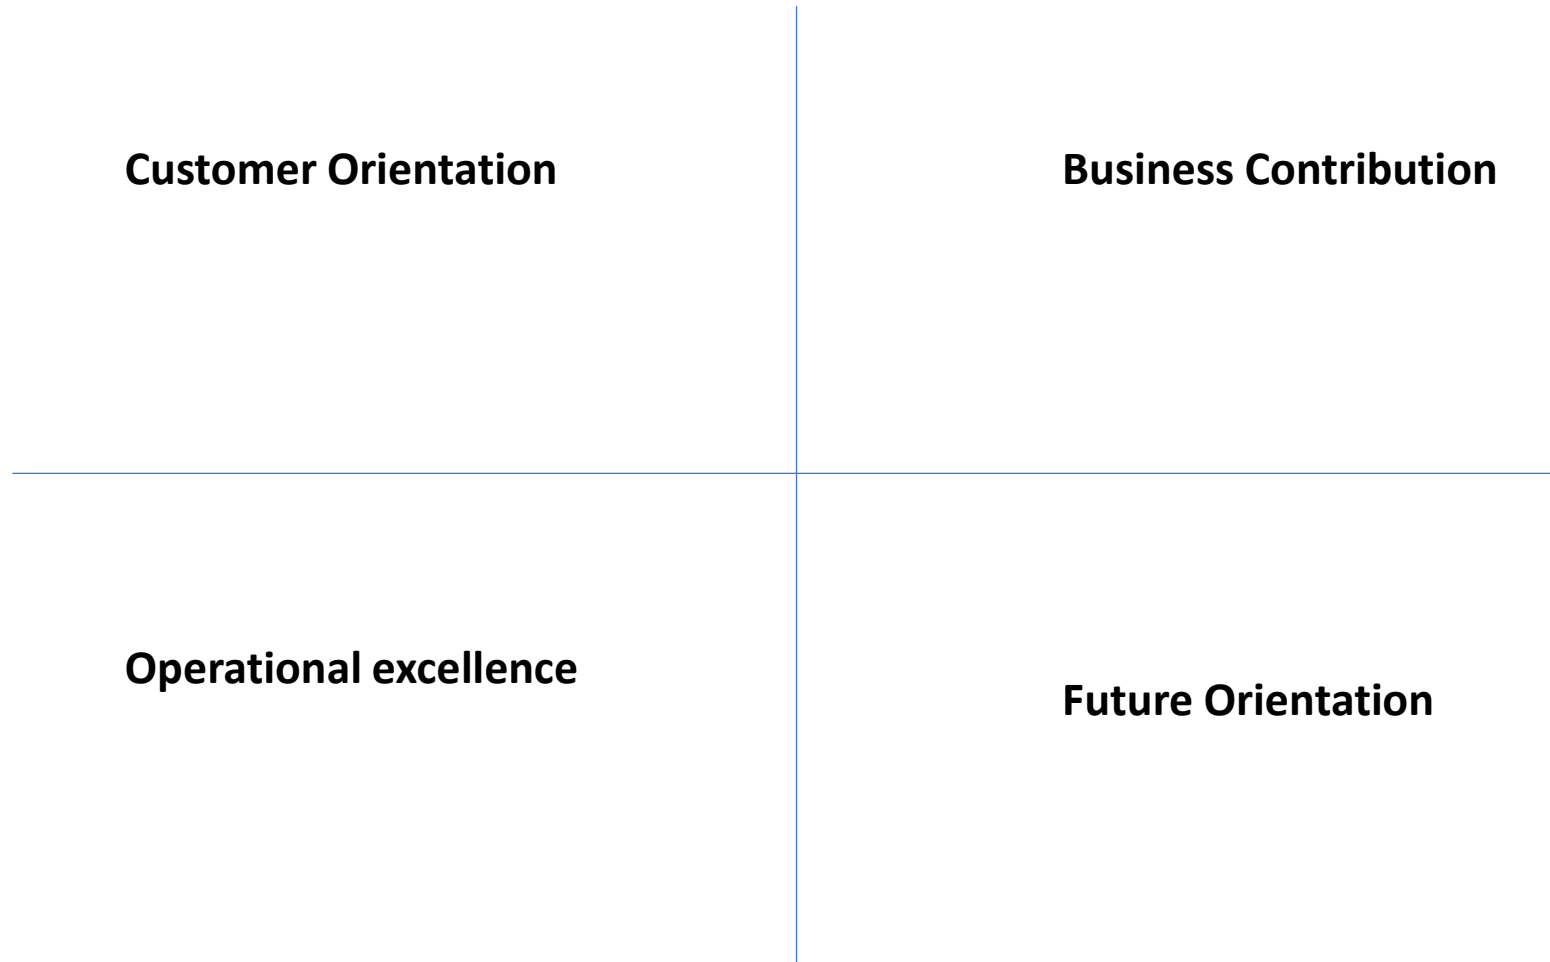 Customer Orientation
Business Contribution
Operational excellence
Future Orientation